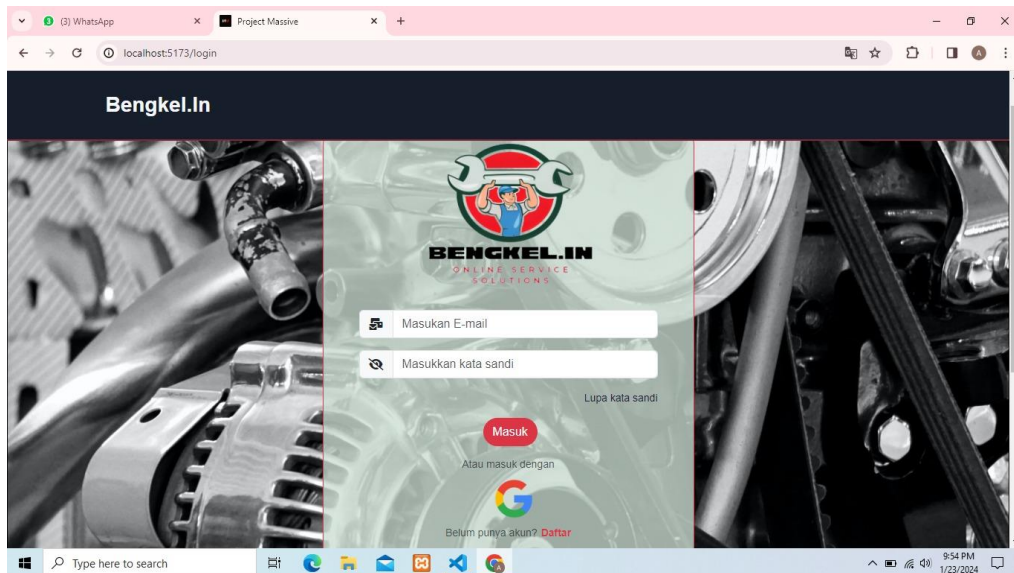 (3) WhatsApp
Project Massive
localhost:5173/login
A
Bengkel.In
BENGKEL.IN
ONLINE SERVICE
SOLUTIONS
Masukan E-mail
Masukkan kata sandi
Lupa kata sandi
Masuk
Atau masuk dengan
Belum punya akun? Daftar
Type here to search
9:54 PM
1/23/2024